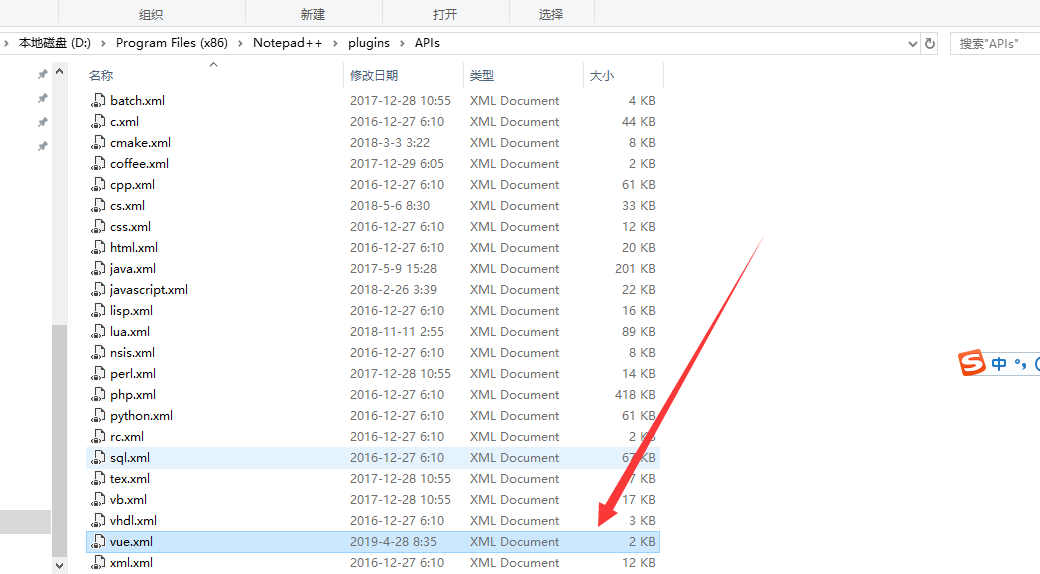 组织 新建 打开 选择
本地磁盘 (D:) Program Files (x86) Notepad++ plugins APIs 搜索"APIs"
名称 修改日期 类型 大小
batch.xml 2017-12-28 10:55 XML Document 4 KB
c.xml 2016-12-27 6:10 XML Document 44 KB
cmake.xml 2018-3-3 3:22 XML Document 8 KB
coffee.xml 2017-12-29 6:05 XML Document 2 KB
cpp.xml 2016-12-27 6:10 XML Document 61 KB
cs.xml 2018-5-6 8:30 XML Document 33 KB
css.xml 2016-12-27 6:10 XML Document 12 KB
html.xml 2016-12-27 6:10 XML Document 20 KB
java.xml 2017-5-9 15:28 XML Document 201 KB
javascript.xml 2018-2-26 3:39 XML Document 22 KB
lisp.xml 2016-12-27 6:10 XML Document 16 KB
lua.xml 2018-11-11 2:55 XML Document 89 KB
nsis.xml 2016-12-27 6:10 XML Document 8 KB
S中°,
perl.xml 2017-12-28 10:55 XML Document 14 KB
php.xml 2016-12-27 6:10 XML Document 418 KB
python.xml 2016-12-27 6:10 XML Document 61 KB
rc.xml 2016-12-27 6:10 XML Document 2 KB
sql.xml 2016-12-27 6:10 XML Document KB
tex.xml 2017-12-28 10:55 XML Document 7 KB
vb.xml 2017-12-28 10:55 XML Document 17 KB
vhdl.xml 2016-12-27 6:10 XML Document 3 KB
vue.xml 2019-4-28 8:35 XML Document 2 KB
xml.xml 2016-12-27 6:10 XML Document 12 KB